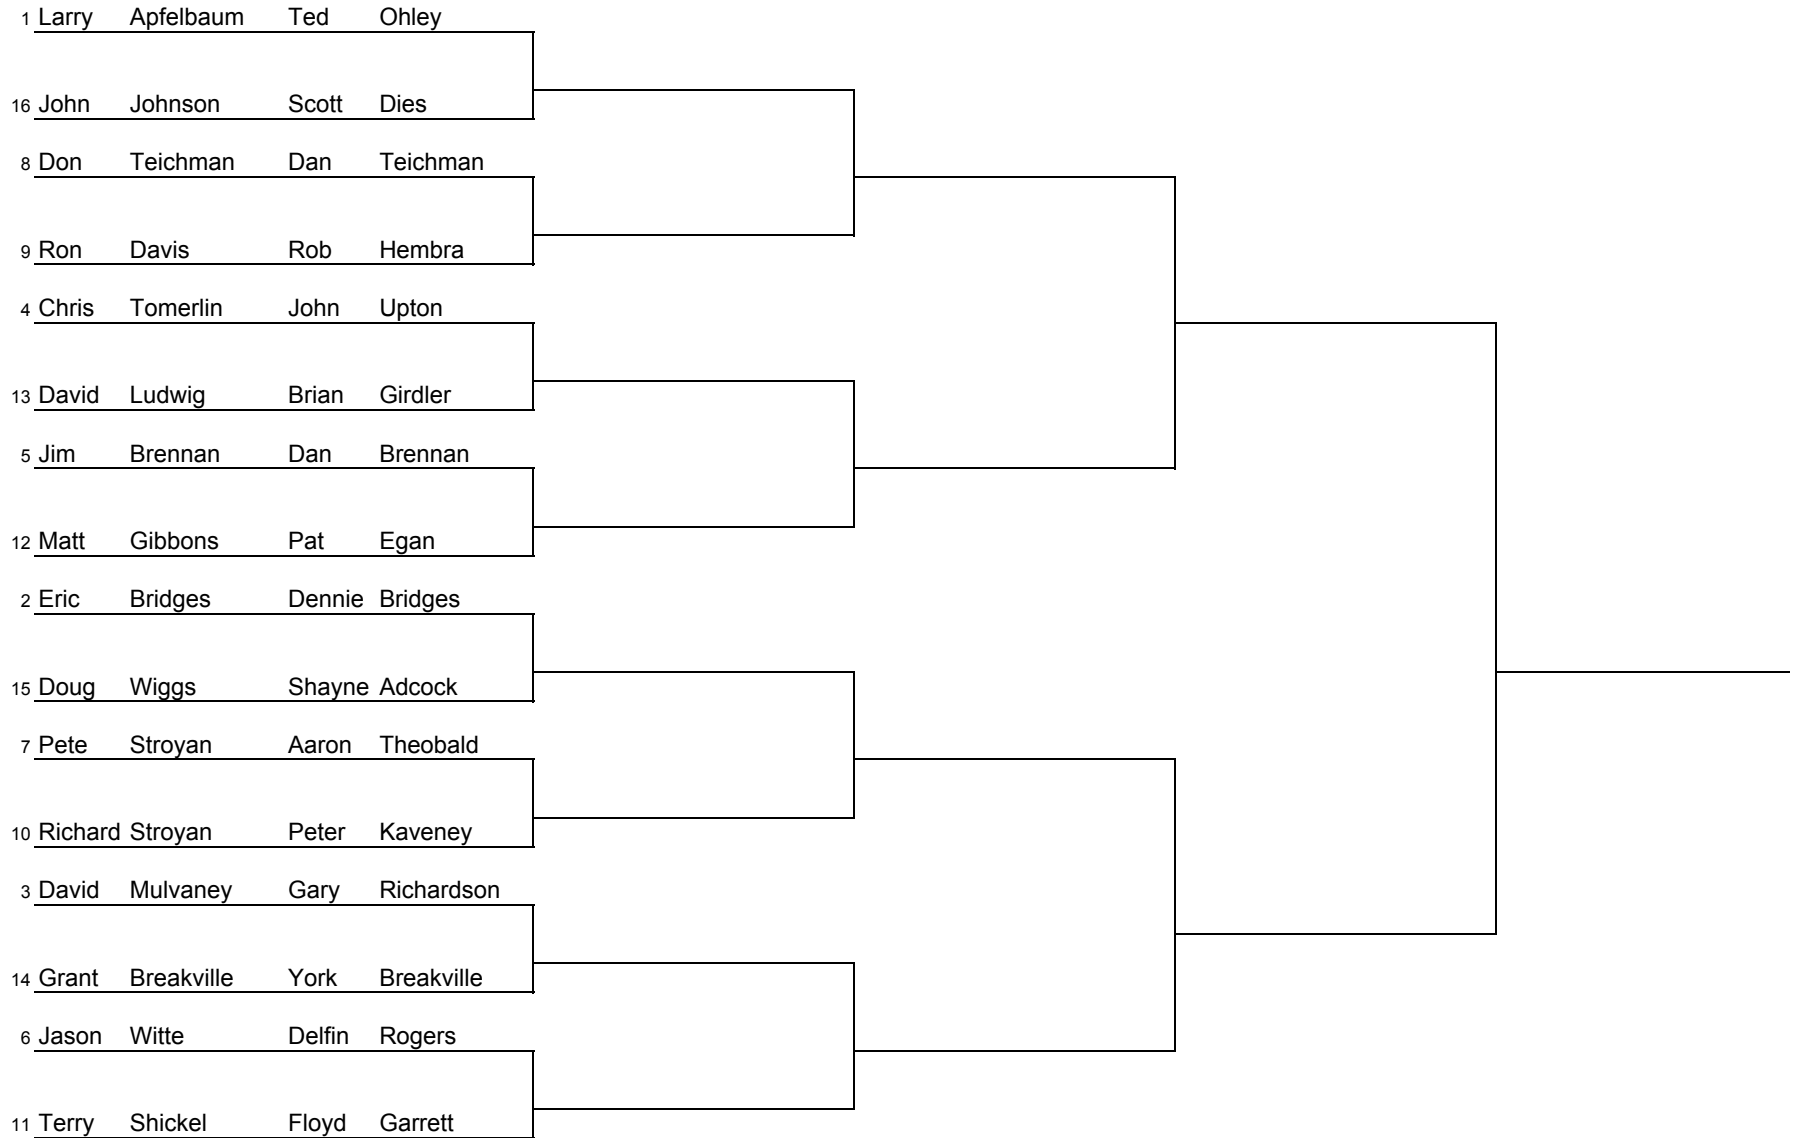 1 Larry Apfelbaum Ted Ohley
16 John Johnson Scott Dies
8 Don Teichman Dan Teichman
9 Ron Davis Rob Hembra
4 Chris Tomerlin John Upton
13 David Ludwig Brian Girdler
5 Jim Brennan Dan Brennan
12 Matt Gibbons Pat Egan
2 Eric Bridges Dennie Bridges
15 Doug Wiggs Shayne Adcock
7 Pete Stroyan Aaron Theobald
10 Richard Stroyan Peter Kaveney
3 David Mulvaney Gary Richardson
14 Grant Breakville York Breakville
6 Jason Witte Delfin Rogers
11 Terry Shickel Floyd Garrett